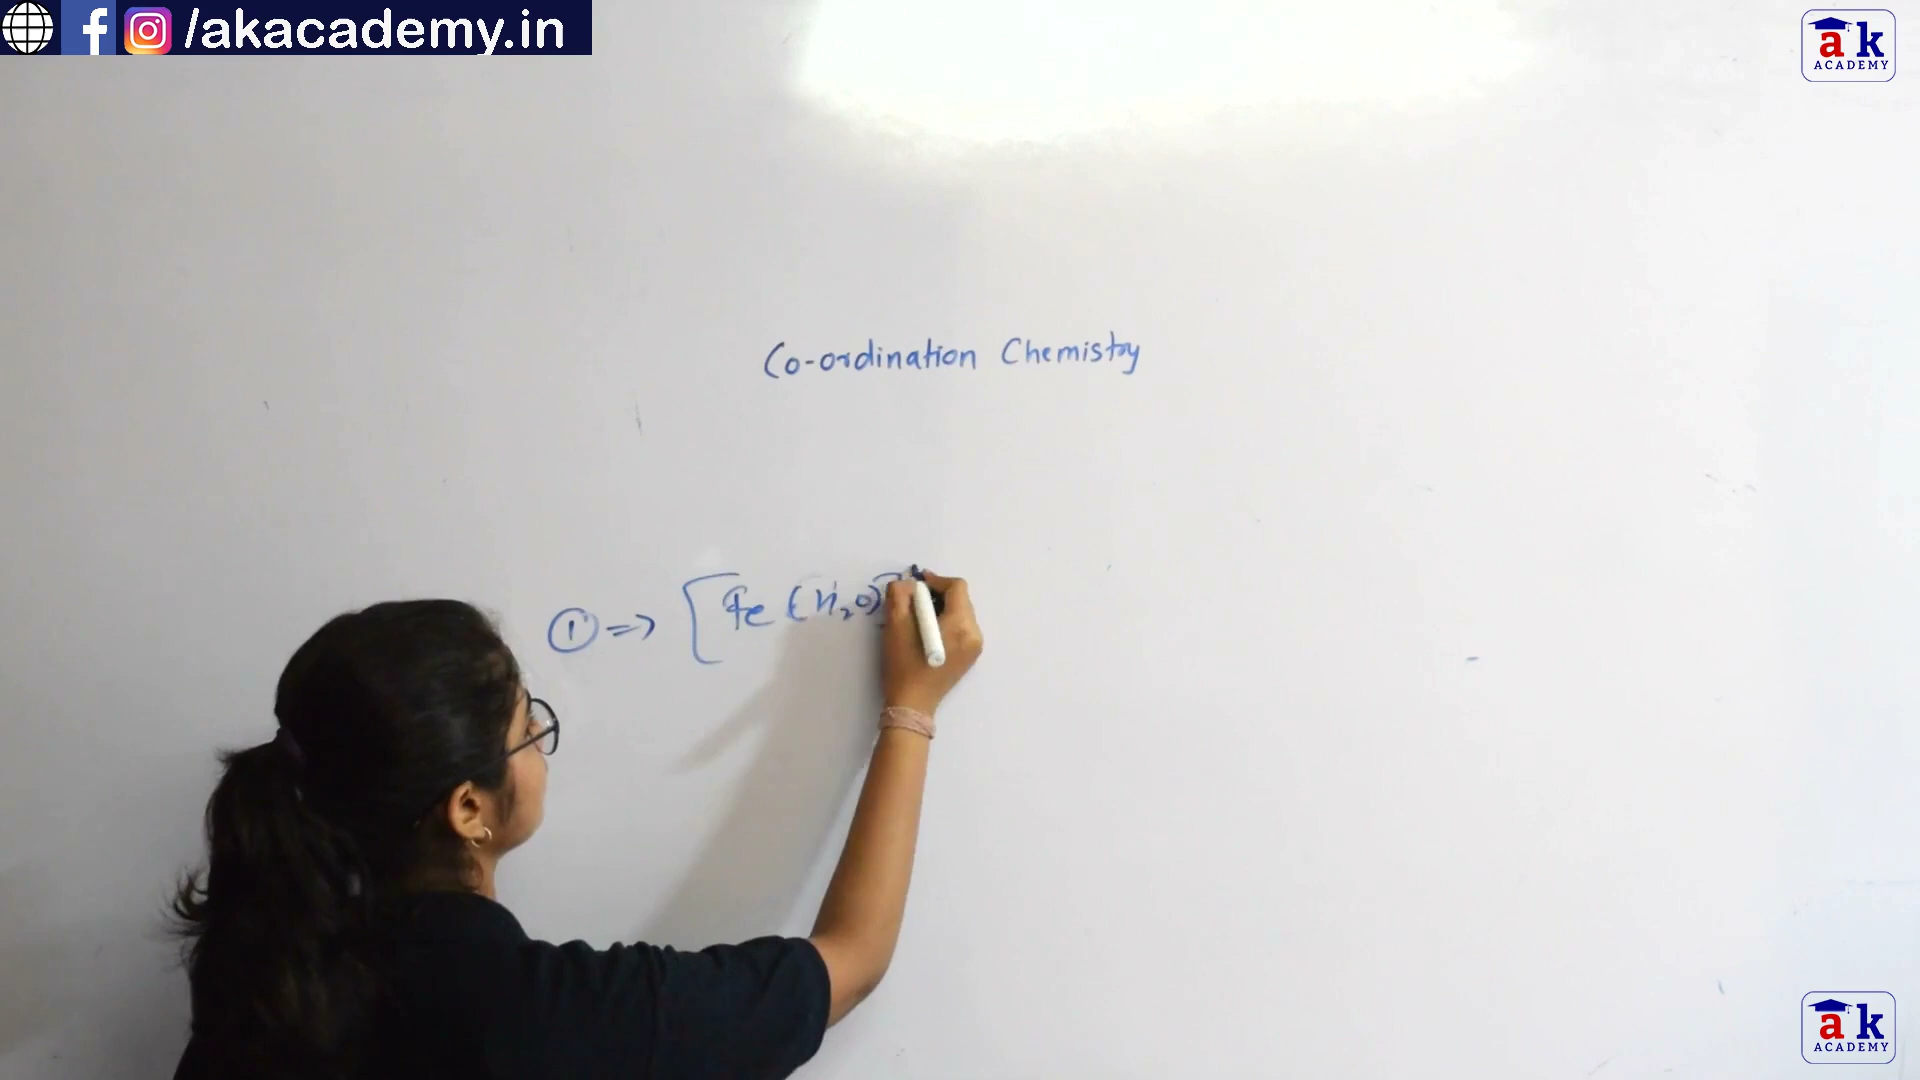 /akacademy.in
ak
ACADEMY
Co-ordination Chemistry
① => [Fe (H₂O)
ak
ACADEMY